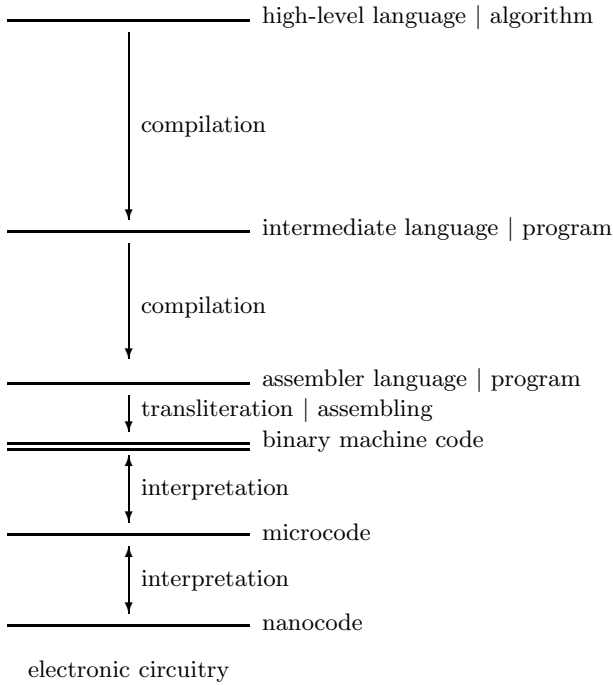 high-level language | algorithm
compilation
intermediate language | program
compilation
assembler language | program
transliteration | assembling
binary machine code
interpretation
microcode
interpretation
nanocode
electronic circuitry